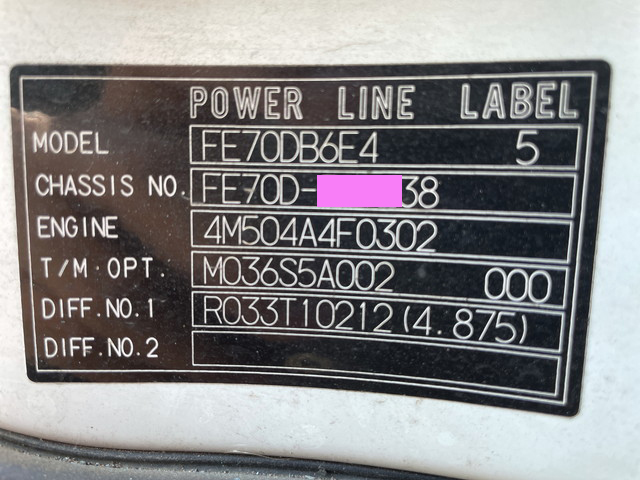 POWER LINE LABEL
MODEL FE70DB6E4 5
CHASSIS NO. FE70D- 38
ENGINE 4M504A4F0302
T/M OPT. M036S5A002 000
DIFF.NO.1 R033T10212(4.875)
DIFF.NO.2